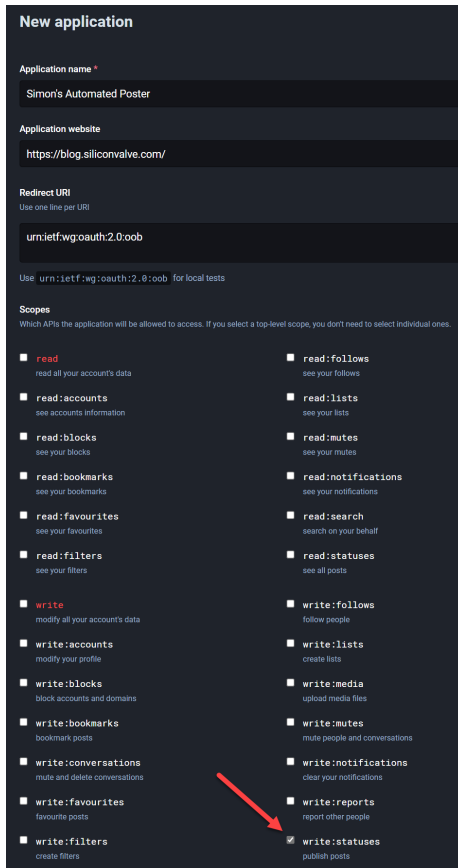 New application
Application name *
Simon's Automated Poster
Application website
https://blog.siliconvalve.com/
Redirect URI
Use one line per URI
urn:ietf:wg:oauth:2.0:oob
Use urn:ietf:wg:oauth:2.0:oob for local tests
Scopes
Which APIs the application will be allowed to access. If you select a top-level scope, you don't need to select individual ones.
read
read all your account's data
read:follows
see your follows
read:accounts
see accounts information
read:lists
see your lists
read:blocks
see your blocks
read:mutes
see your mutes
read:bookmarks
see your bookmarks
read:notifications
see your notifications
read:favourites
see your favourites
read:search
search on your behalf
read:filters
see your filters
read:statuses
see all posts
write
modify all your account's data
write:follows
follow people
write:accounts
modify your profile
write:lists
create lists
write:blocks
block accounts and domains
write:media
upload media files
write:bookmarks
bookmark posts
write:mutes
mute people and conversations
write:conversations
mute and delete conversations
write:notifications
clear your notifications
write:favourites
favourite posts
write:reports
report other people
write:filters
create filters
write:statuses
publish posts